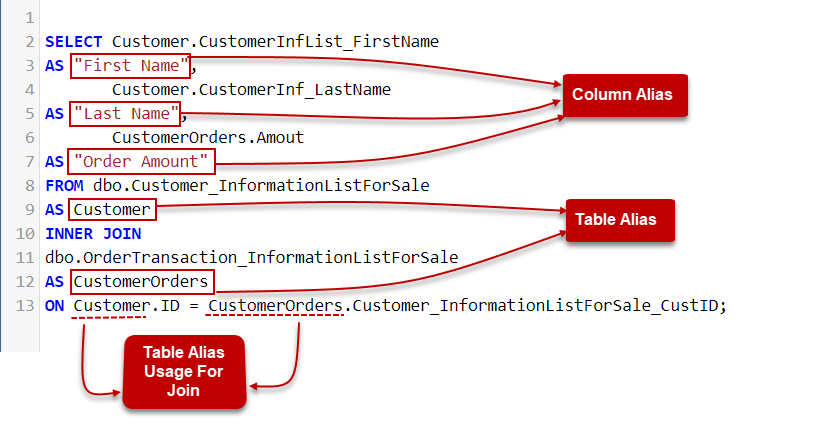 1
2 SELECT Customer.CustomerInfList_FirstName
3 AS "First Name",
4 Customer.CustomerInf_LastName
5 AS "Last Name",
6 CustomerOrders.Amout
7 AS "Order Amount"
8 FROM dbo.Customer_InformationListForSale
9 AS Customer
10 INNER JOIN
11 dbo.OrderTransaction_InformationListForSale
12 AS CustomerOrders
13 ON Customer.ID = CustomerOrders.Customer_InformationListForSale_CustID;
Column Alias
Table Alias
Table Alias
Usage For
Join